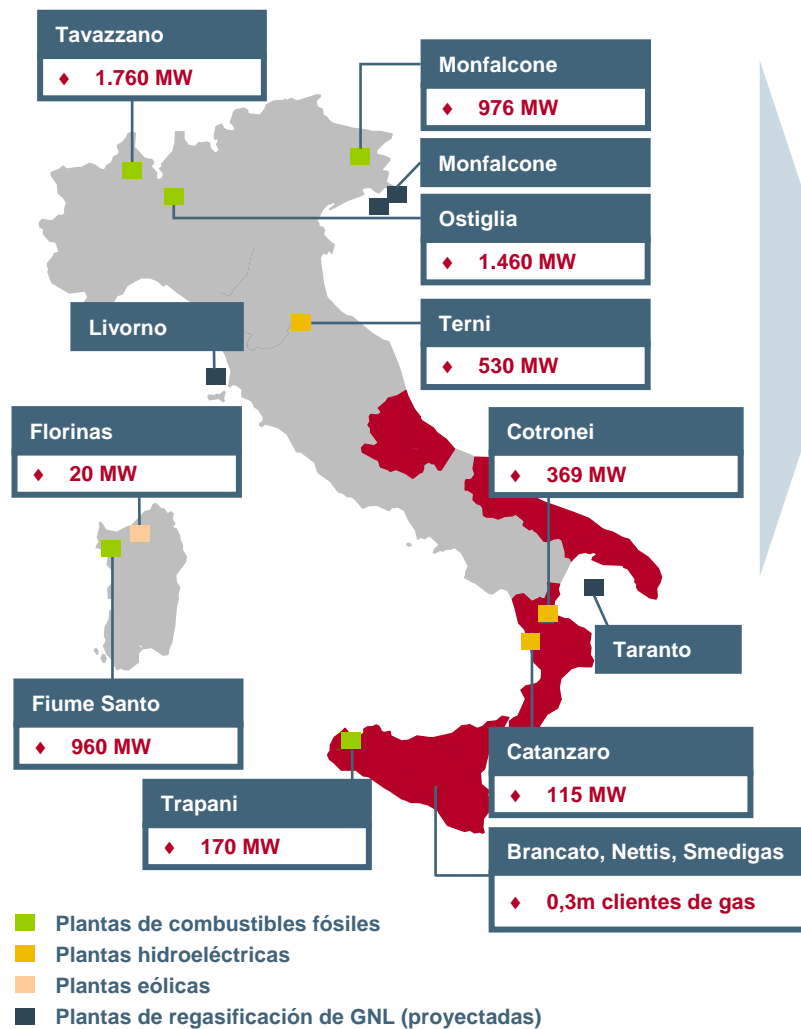 Tavazzano
♦ 1.760 MW
Monfalcone
♦ 976 MW
Monfalcone
Ostiglia
♦ 1.460 MW
Livorno
Terni
♦ 530 MW
Florinas
♦ 20 MW
Cotronei
♦ 369 MW
Taranto
Fiume Santo
♦ 960 MW
Catanzaro
♦ 115 MW
Trapani
♦ 170 MW
Brancato, Nettis, Smedigas
♦ 0,3m clientes de gas
Plantas de combustibles fósiles
Plantas hidroeléctricas
Plantas eólicas
Plantas de regasificación de GNL (proyectadas)